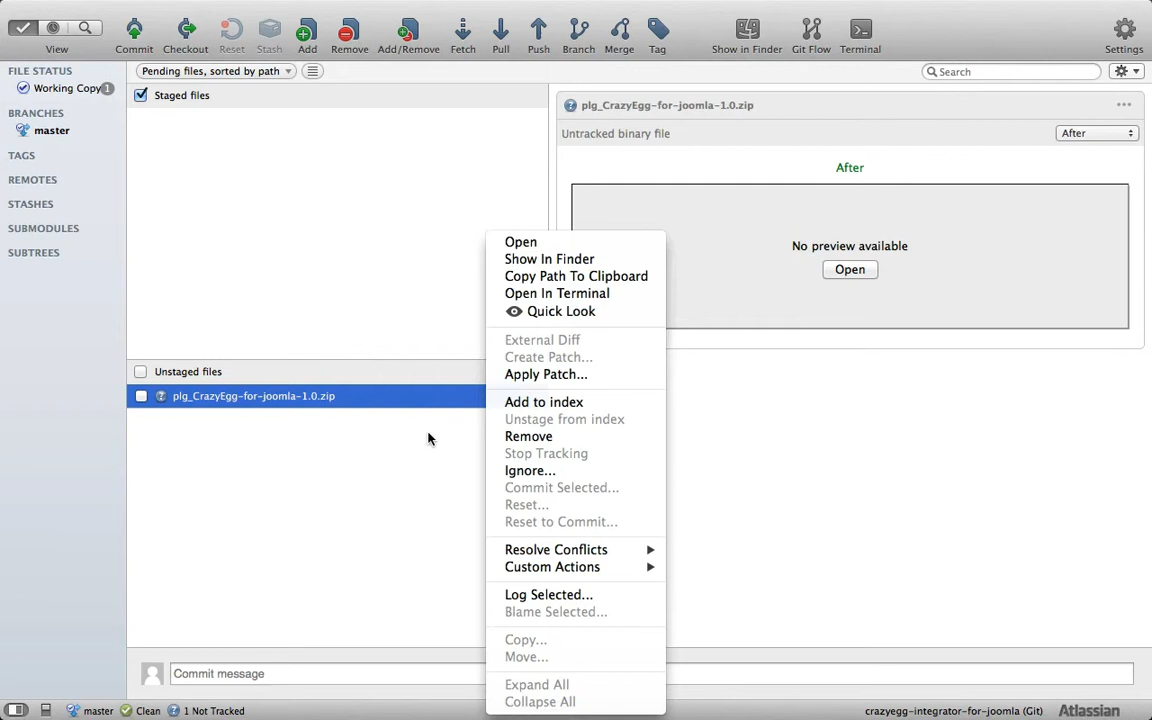 View
Commit
Checkout
Reset
Stash
Add
Remove
Add/Remove
Fetch
Pull
Push
Branch
Merge
Tag
Show in Finder
Git Flow
Terminal
Settings
FILE STATUS
Working Copy 1
BRANCHES
master
TAGS
REMOTES
STASHES
SUBMODULES
SUBTREES
Pending files, sorted by path
Search
Staged files
plg_CrazyEgg-for-joomla-1.0.zip
Untracked binary file
After
After
No preview available
Open
Unstaged files
plg_CrazyEgg-for-joomla-1.0.zip
Open
Show In Finder
Copy Path To Clipboard
Open In Terminal
Quick Look
External Diff
Create Patch...
Apply Patch...
Add to index
Unstage from index
Remove
Stop Tracking
Ignore...
Commit Selected...
Reset...
Reset to Commit...
Resolve Conflicts
Custom Actions
Log Selected...
Blame Selected...
Copy...
Move...
Expand All
Collapse All
Commit message
master
Clean
1 Not Tracked
crazyegg-integrator-for-joomla (Git)
Atlassian